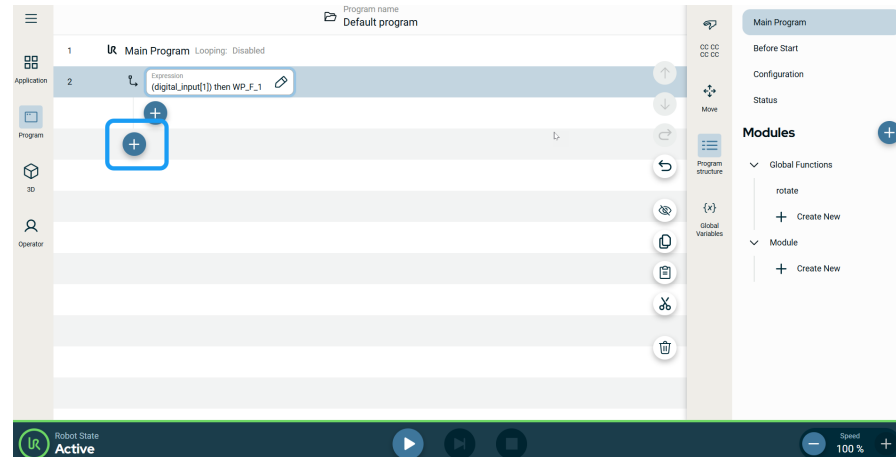 Program name
Default program
1
Main Program Looping: Disabled
2
Expression
(digital_input[1]) then WP_F_1
Application
Program
3D
Operator
CC CC
CC CC
Move
Program
structure
{x}
Global
Variables
Main Program
Before Start
Configuration
Status
Modules
Global Functions
rotate
Create New
Module
Create New
UR
Robot State
Active
Speed
100 %